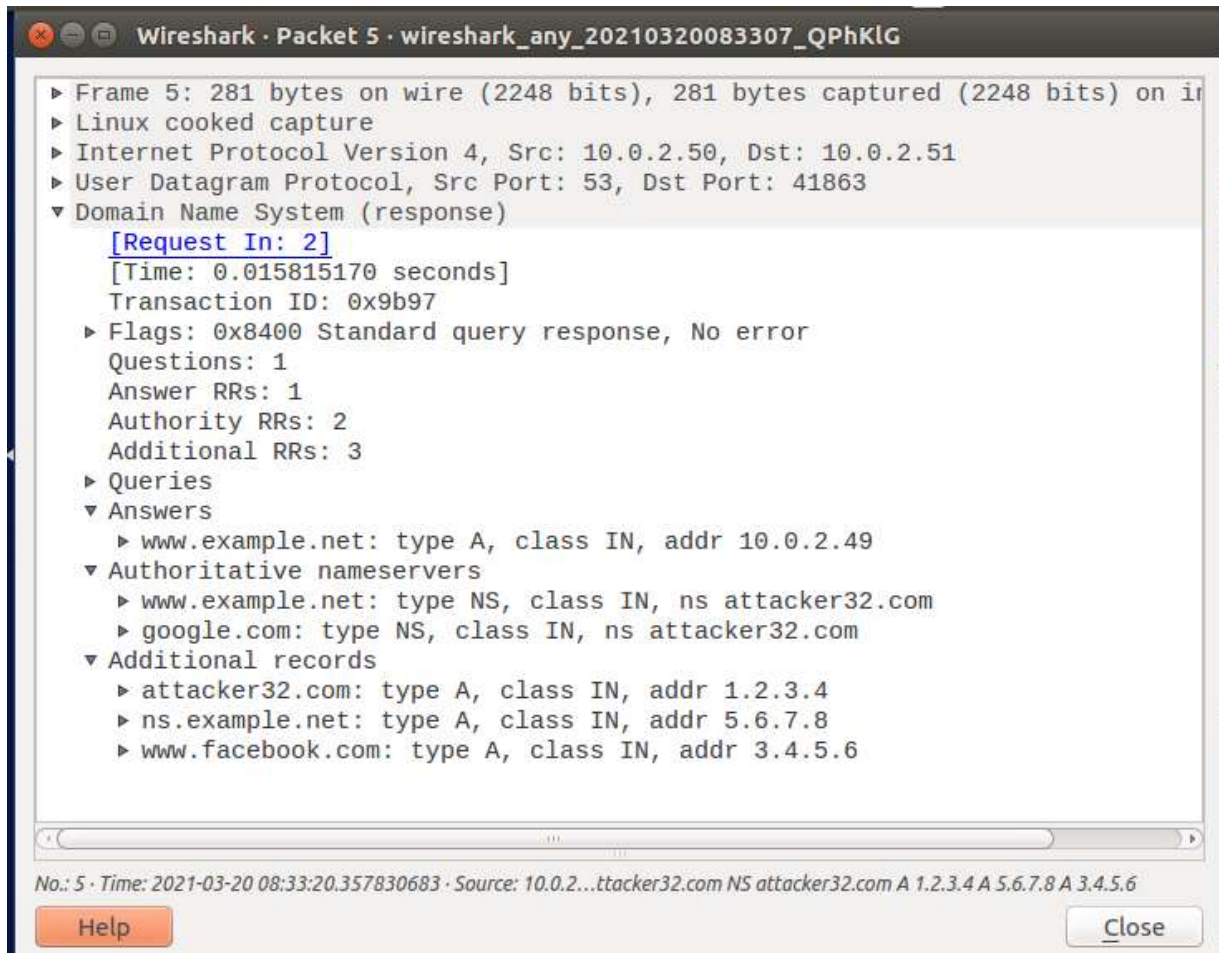 Wireshark · Packet 5 · wireshark_any_20210320083307_QPhKlG
Frame 5: 281 bytes on wire (2248 bits), 281 bytes captured (2248 bits) on
Linux cooked capture
Internet Protocol Version 4, Src: 10.0.2.50, Dst: 10.0.2.51
User Datagram Protocol, Src Port: 53, Dst Port: 41863
Domain Name System (response)
[Request In: 2]
[Time: 0.015815170 seconds]
Transaction ID: 0x9b97
Flags: 0x8400 Standard query response, No error
Questions: 1
Answer RRs: 1
Authority RRs: 2
Additional RRs: 3
Queries
Answers
www.example.net: type A, class IN, addr 10.0.2.49
Authoritative nameservers
www.example.net: type NS, class IN, ns attacker32.com
google.com: type NS, class IN, ns attacker32.com
Additional records
attacker32.com: type A, class IN, addr 1.2.3.4
ns.example.net: type A, class IN, addr 5.6.7.8
www.facebook.com: type A, class IN, addr 3.4.5.6
No.: 5 · Time: 2021-03-20 08:33:20.357830683 · Source: 10.0.2...ttacker32.com NS attacker32.com A 1.2.3.4 A 5.6.7.8 A 3.4.5.6
Help
Close